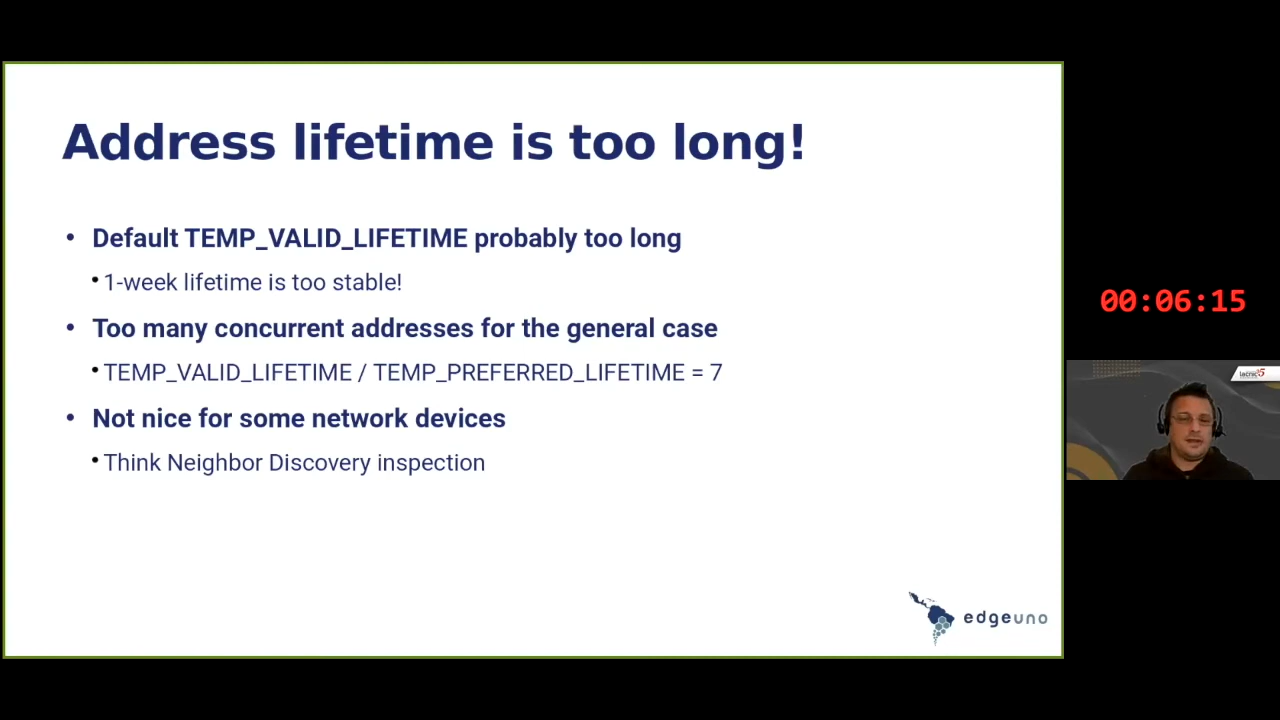 Address lifetime is too long!
• Default TEMP_VALID_LIFETIME probably too long
• 1-week lifetime is too stable!
• Too many concurrent addresses for the general case
• TEMP_VALID_LIFETIME / TEMP_PREFERRED_LIFETIME = 7
• Not nice for some network devices
• Think Neighbor Discovery inspection
edgeuno
00:06:15
lacnic